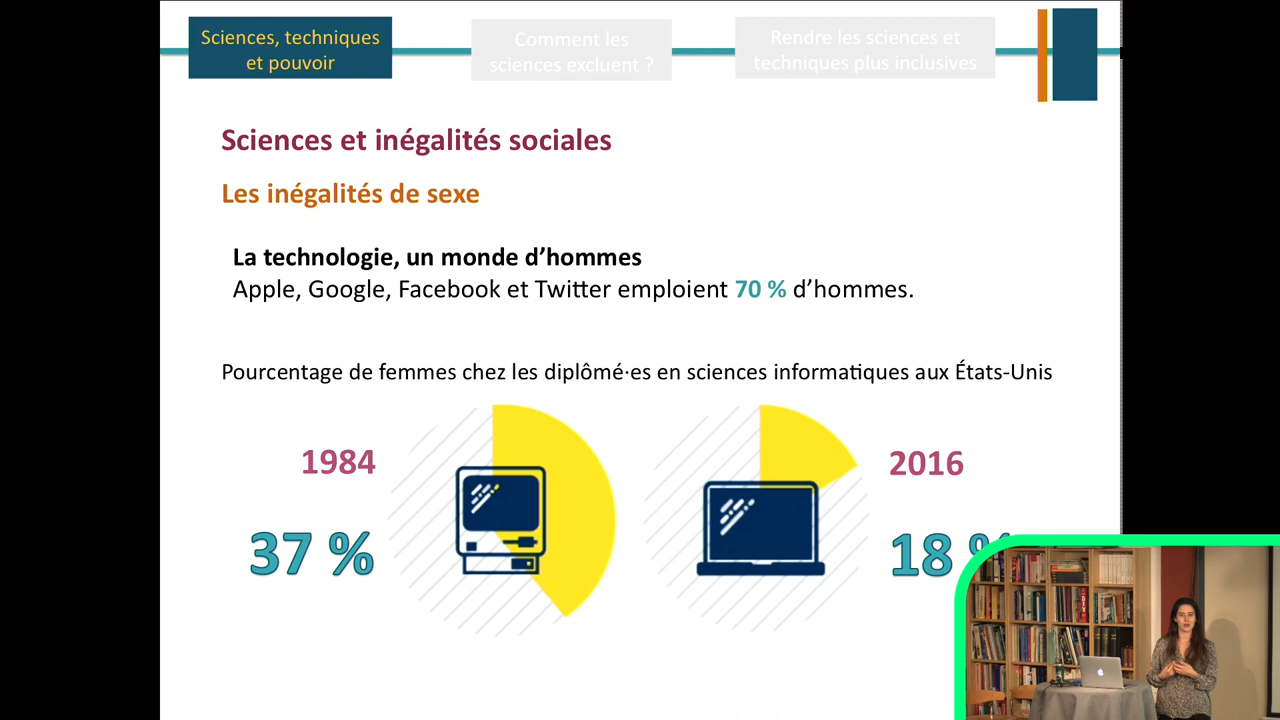 Sciences, techniques
et pouvoir
Comment les
sciences excluent ?
Rendre les sciences et
techniques plus inclusives
Sciences et inégalités sociales
Les inégalités de sexe
La technologie, un monde d’hommes
Apple, Google, Facebook et Twitter emploient 70 % d’hommes.
Pourcentage de femmes chez les diplômé·es en sciences informatiques aux États-Unis
1984
37 %
2016
18 %